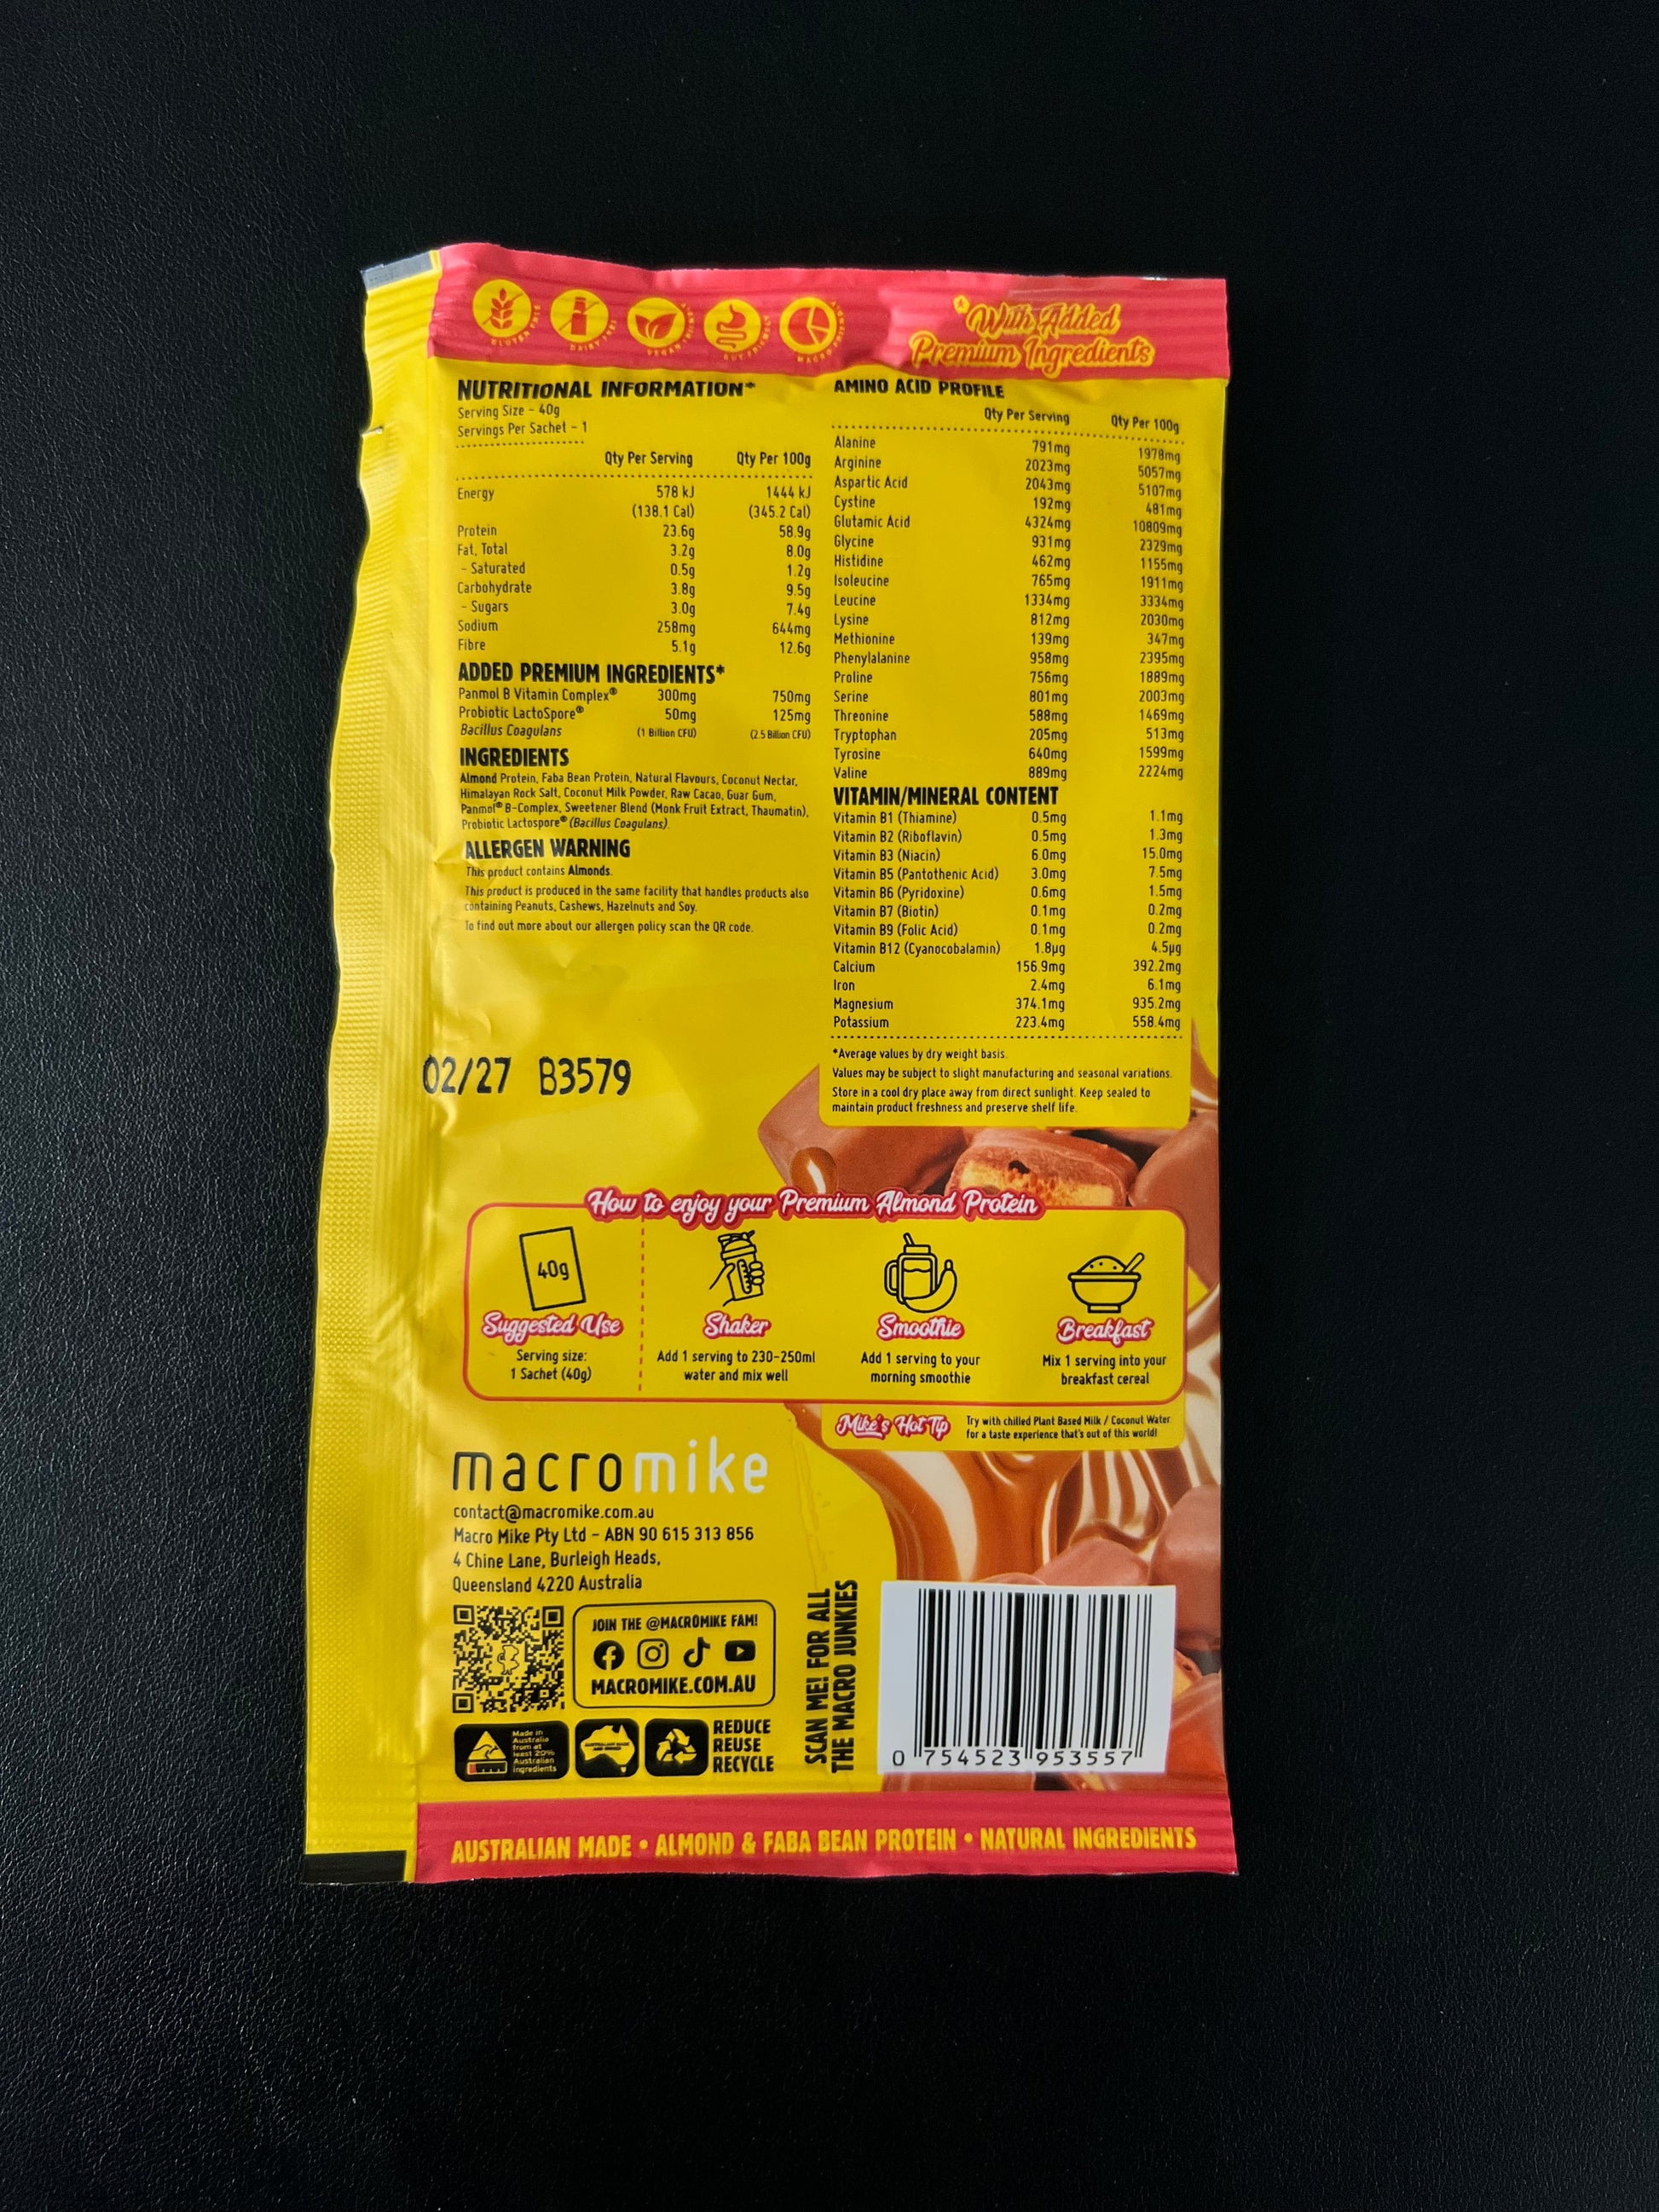 GLUTEN FREE
DAIRY FREE
VEGAN
GUT FRIENDLY
MACRO FRIENDLY
*With Added
Premium Ingredients
NUTRITIONAL INFORMATION*
Serving Size - 40g
Servings Per Sachet - 1
Qty Per Serving Qty Per 100g
Energy 578 kJ 1444 kJ
(138.1 Cal) (345.2 Cal)
Protein 23.6g 58.9g
Fat, Total 3.2g 8.0g
- Saturated 0.5g 1.2g
Carbohydrate 3.8g 9.5g
- Sugars 3.0g 7.4g
Sodium 258mg 644mg
Fibre 5.1g 12.6g
ADDED PREMIUM INGREDIENTS*
Panmol B Vitamin Complex® 300mg 750mg
Probiotic LactoSpore® 50mg 125mg
Bacillus Coagulans (1 Billion CFU) (2.5 Billion CFU)
INGREDIENTS
Almond Protein, Faba Bean Protein, Natural Flavours, Coconut Nectar,
Himalayan Rock Salt, Coconut Milk Powder, Raw Cacao, Guar Gum,
Panmol® B-Complex, Sweetener Blend (Monk Fruit Extract, Thaumatin),
Probiotic Lactospore® (Bacillus Coagulans).
ALLERGEN WARNING
This product contains Almonds.
This product is produced in the same facility that handles products also
containing Peanuts, Cashews, Hazelnuts and Soy.
To find out more about our allergen policy scan the QR code.
02/27 B3579
AMINO ACID PROFILE
Qty Per Serving Qty Per 100g
Alanine 791mg 1978mg
Arginine 2023mg 5057mg
Aspartic Acid 2043mg 5107mg
Cystine 192mg 481mg
Glutamic Acid 4324mg 10809mg
Glycine 931mg 2329mg
Histidine 462mg 1155mg
Isoleucine 765mg 1911mg
Leucine 1334mg 3334mg
Lysine 812mg 2030mg
Methionine 139mg 347mg
Phenylalanine 958mg 2395mg
Proline 756mg 1889mg
Serine 801mg 2003mg
Threonine 588mg 1469mg
Tryptophan 205mg 513mg
Tyrosine 640mg 1599mg
Valine 889mg 2224mg
VITAMIN/MINERAL CONTENT
Vitamin B1 (Thiamine) 0.5mg 1.1mg
Vitamin B2 (Riboflavin) 0.5mg 1.3mg
Vitamin B3 (Niacin) 6.0mg 15.0mg
Vitamin B5 (Pantothenic Acid) 3.0mg 7.5mg
Vitamin B6 (Pyridoxine) 0.6mg 1.5mg
Vitamin B7 (Biotin) 0.1mg 0.2mg
Vitamin B9 (Folic Acid) 0.1mg 0.2mg
Vitamin B12 (Cyanocobalamin) 1.8µg 4.5µg
Calcium 156.9mg 392.2mg
Iron 2.4mg 6.1mg
Magnesium 374.1mg 935.2mg
Potassium 223.4mg 558.4mg
*Average values by dry weight basis.
Values may be subject to slight manufacturing and seasonal variations.
Store in a cool dry place away from direct sunlight. Keep sealed to
maintain product freshness and preserve shelf life.
How to enjoy your Premium Almond Protein
40g
Suggested Use
Serving size:
1 Sachet (40g)
Shaker
Add 1 serving to 230-250ml
water and mix well
Smoothie
Add 1 serving to your
morning smoothie
Breakfast
Mix 1 serving into your
breakfast cereal
Mike's Hot Tip
Try with chilled Plant Based Milk / Coconut Water
for a taste experience that's out of this world!
macromike
contact@macromike.com.au
Macro Mike Pty Ltd - ABN 90 615 313 856
4 Chine Lane, Burleigh Heads,
Queensland 4220 Australia
JOIN THE @MACROMIKE FAM!
MACROMIKE.COM.AU
SCAN ME! FOR ALL
THE MACRO JUNKIES
Made in
Australia
from at
least 20%
Australian
ingredients
AUSTRALIAN MADE
AND OWNED
REDUCE
REUSE
RECYCLE
0 754523 953557
AUSTRALIAN MADE • ALMOND & FABA BEAN PROTEIN • NATURAL INGREDIENTS